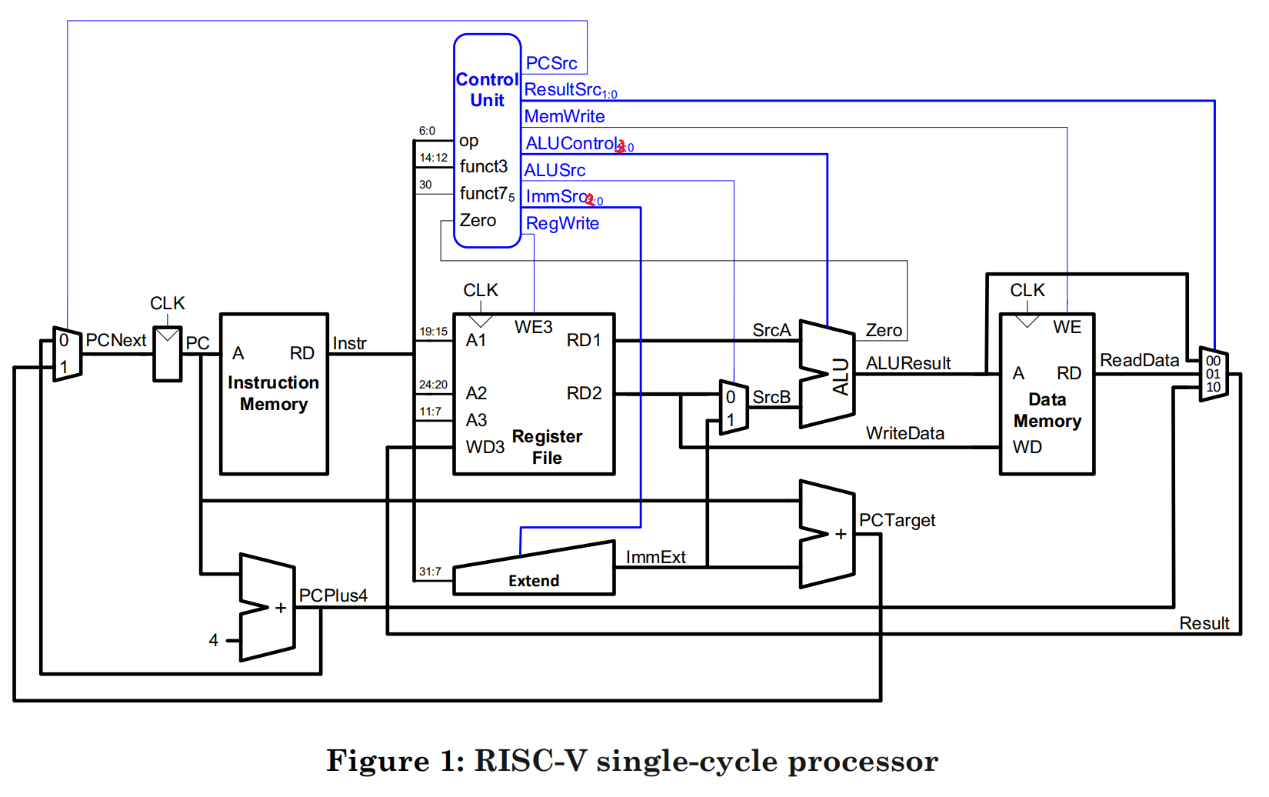 PCSrc
Control
Unit
ResultSrc1:0
MemWrite
6:0
op
ALUControl3:0
14:12
funct3
ALUSrc
30
funct75
ImmSrc2:0
Zero
RegWrite
CLK
CLK
CLK
0
1
PCNext
PC
A
RD
Instruction
Memory
Instr
19:15
A1
WE3
RD1
24:20
A2
RD2
11:7
A3
WD3
Register
File
SrcA
0
1
SrcB
ALU
Zero
ALUResult
WriteData
WE
A
RD
Data
Memory
WD
ReadData
00
01
10
+
PCTarget
31:7
Extend
ImmExt
+
PCPlus4
4
Result
Figure 1: RISC-V single-cycle processor